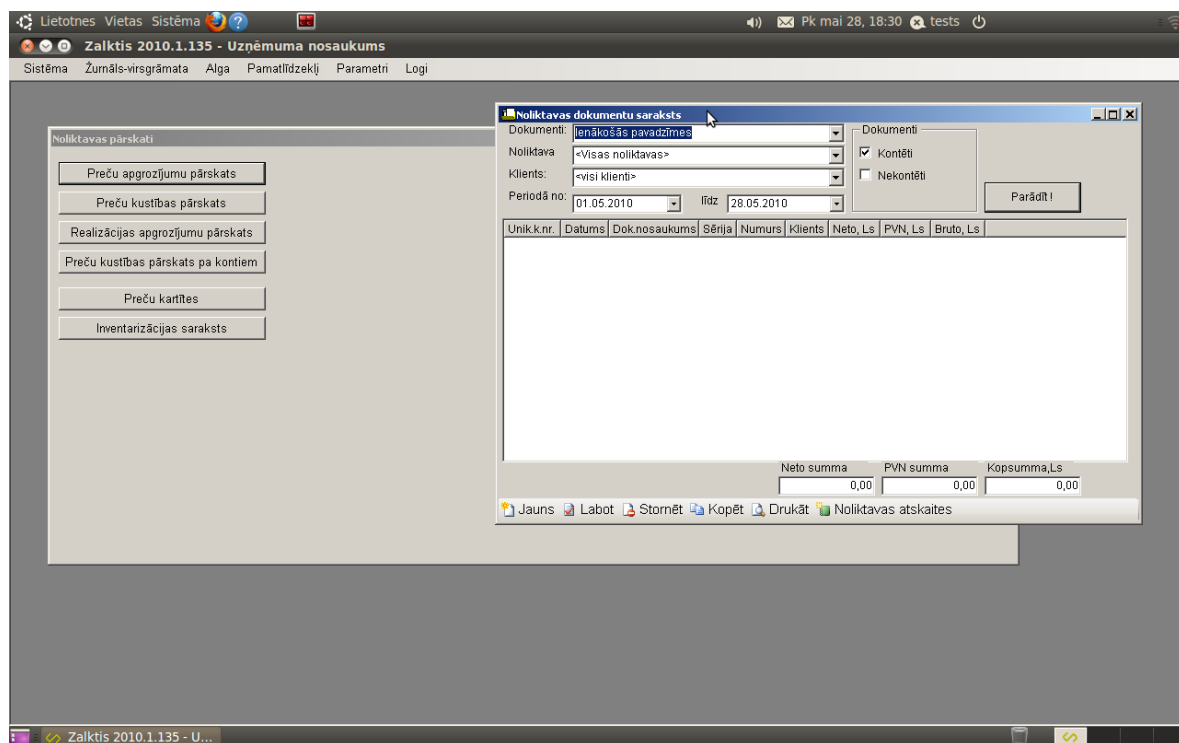 Lietotnes Vietas Sistēma
Pk mai 28, 18:30 tests
Zalktis 2010.1.135 - Uzņēmuma nosaukums
Sistēma Žurnāls-virsgrāmata Alga Pamatlīdzekļi Parametri Logi
Noliktavas pārskati
Preču apgrozījumu pārskats
Preču kustības pārskats
Realizācijas apgrozījumu pārskats
Preču kustības pārskats pa kontiem
Preču kartītes
Inventarizācijas saraksts
Noliktavas dokumentu saraksts
Dokumenti: Ienākošās pavadzīmes
Noliktava <Visas noliktavas>
Klients: <visi klienti>
Periodā no: 01.05.2010 līdz 28.05.2010
Dokumenti
Kontēti
Nekontēti
Parādīt !
Unik.k.nr. Datums Dok.nosaukums Sērija Numurs Klients Neto, Ls PVN, Ls Bruto, Ls
Neto summa PVN summa Kopsumma,Ls
0,00 0,00 0,00
Jauns Labot Stornēt Kopēt Drukāt Noliktavas atskaites
Zalktis 2010.1.135 - U...